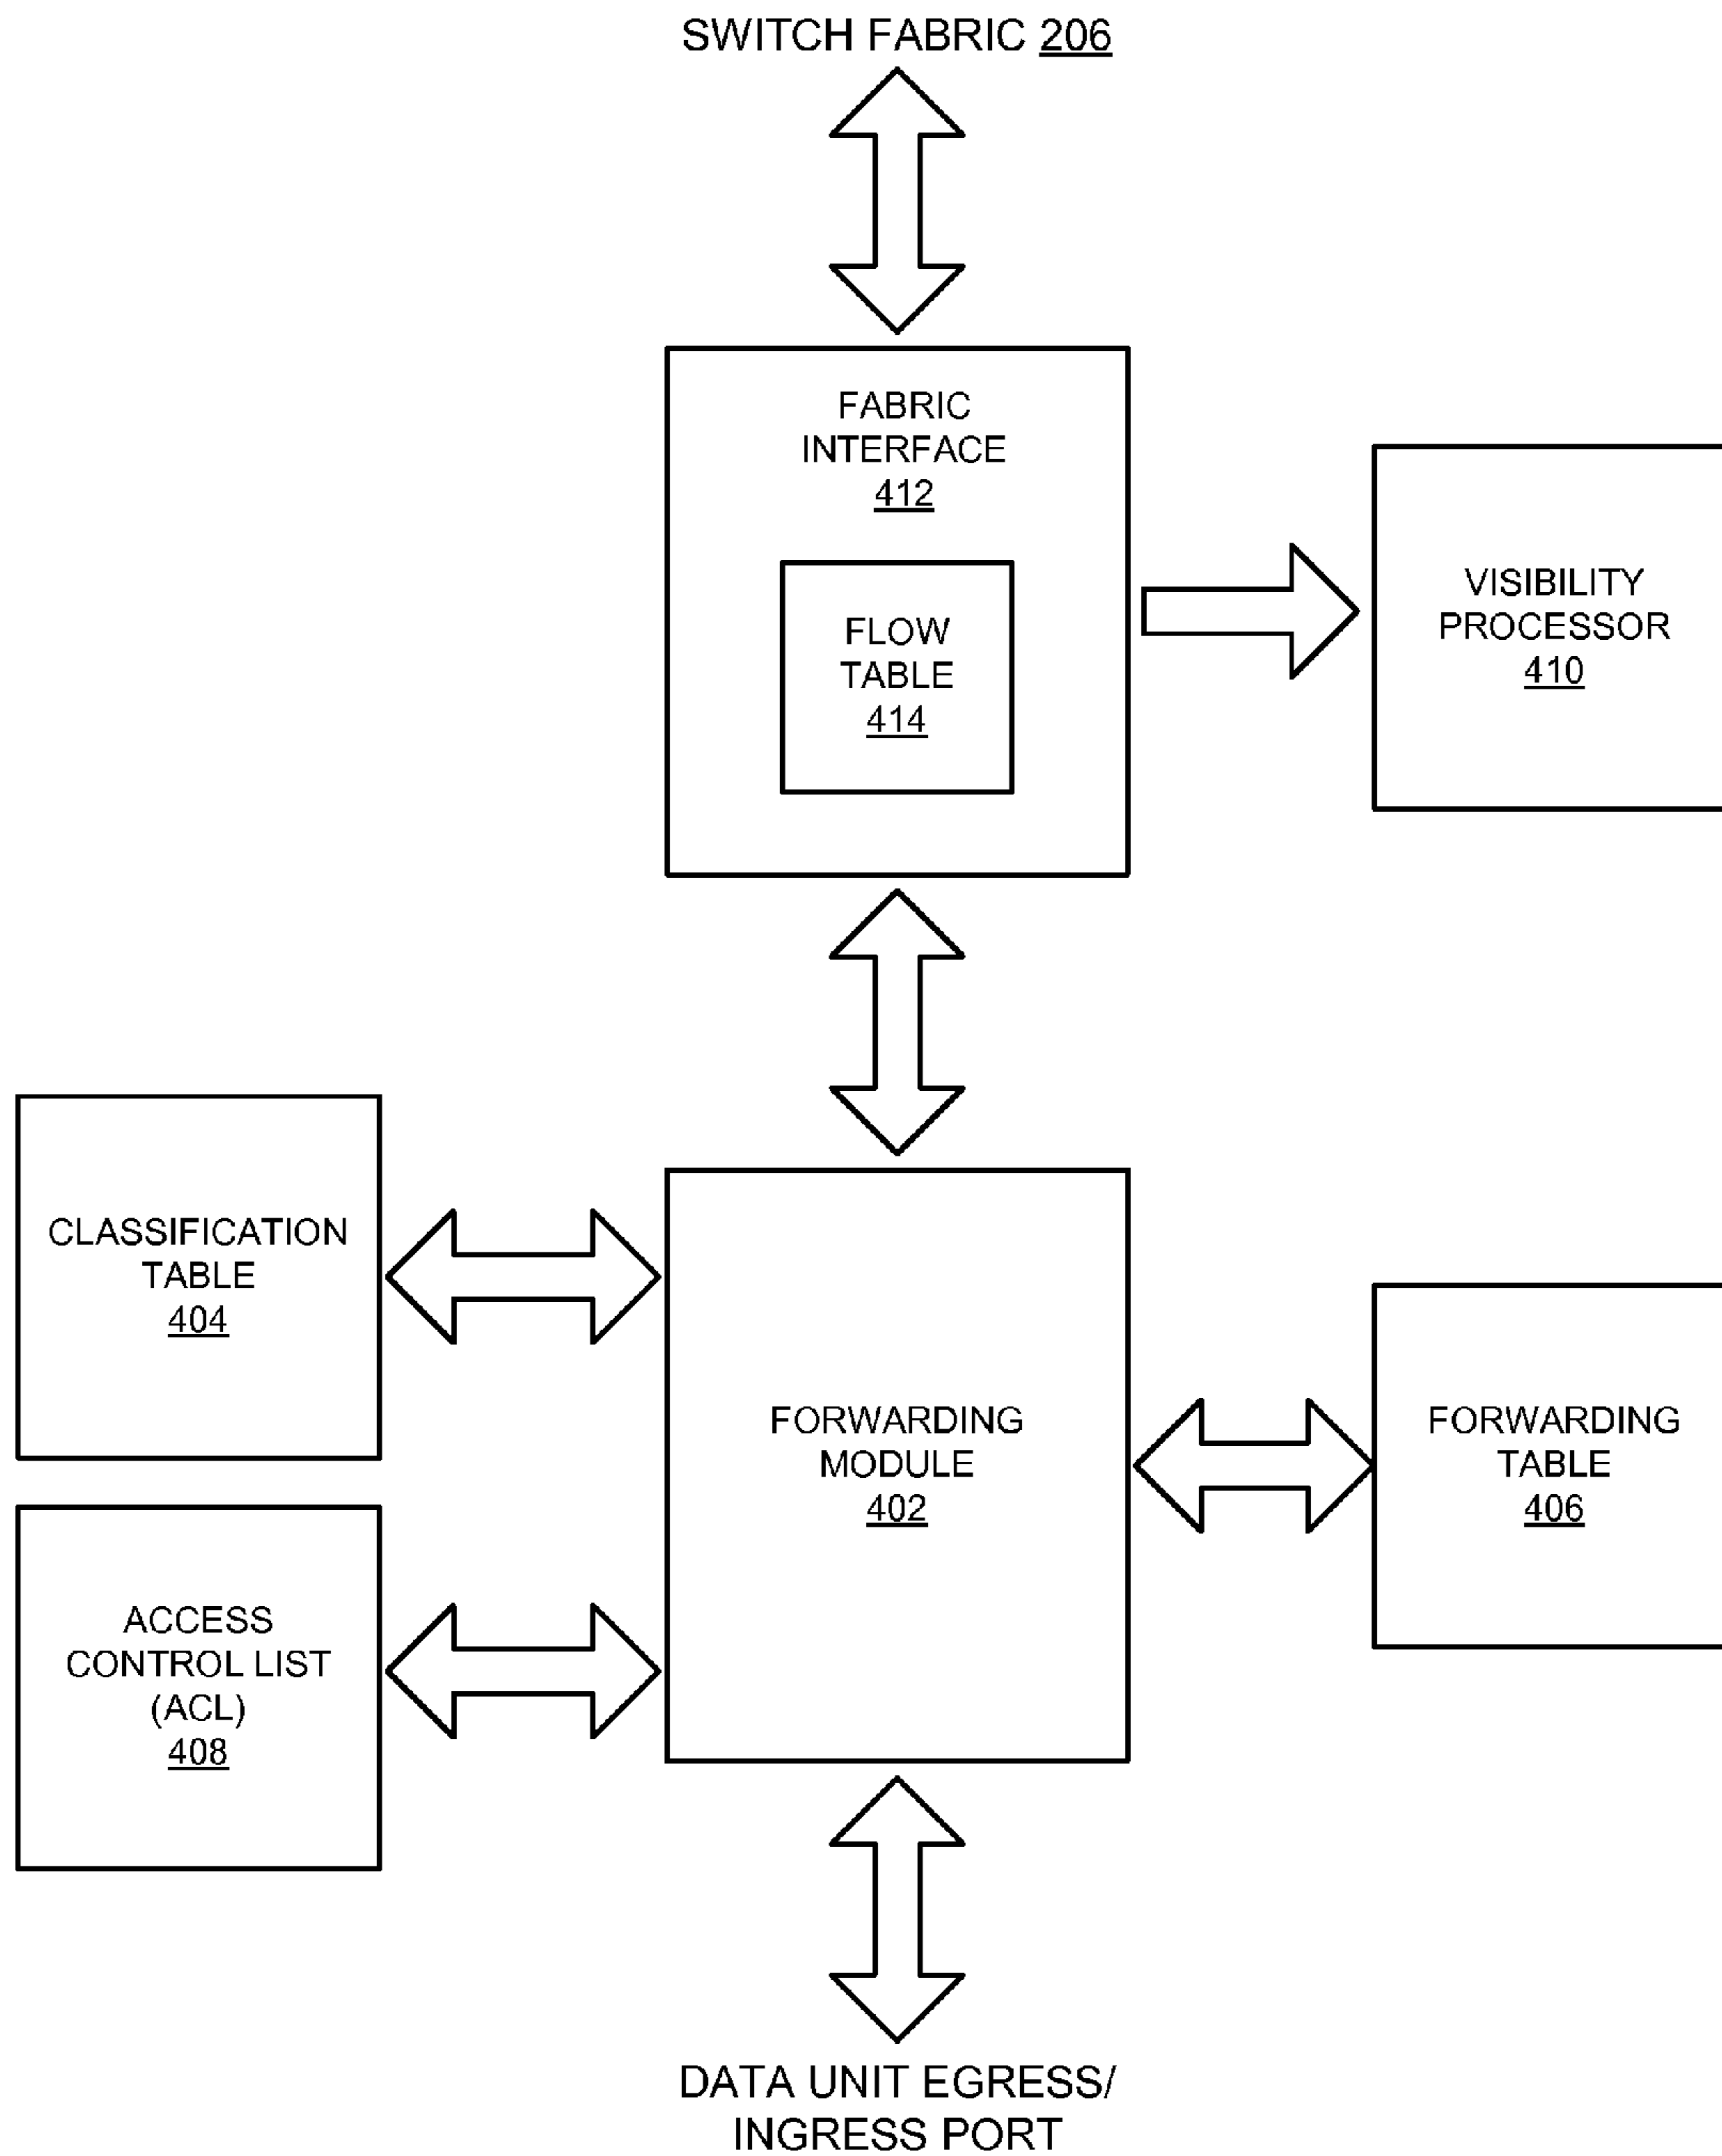 SWITCH FABRIC 206
FABRIC
INTERFACE
412
FLOW
TABLE
414
VISIBILITY
PROCESSOR
410
CLASSIFICATION
TABLE
404
FORWARDING
MODULE
402
FORWARDING
TABLE
406
ACCESS
CONTROL LIST
(ACL)
408
DATA UNIT EGRESS/
INGRESS PORT